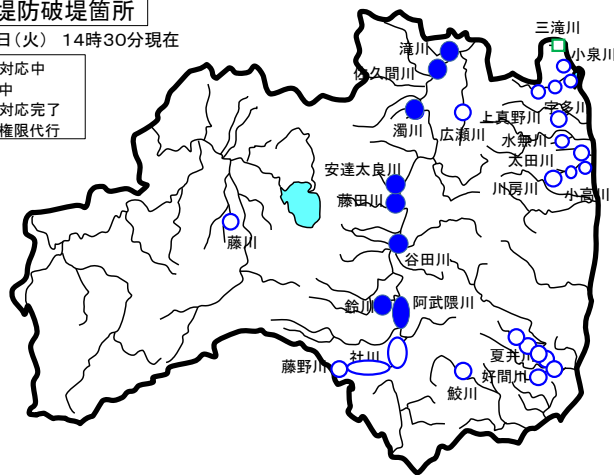 堤防破堤箇所
日(火) 14時30分現在
対応中
中
対応完了
権限代行
三滝川
小泉川
滝川
佐久間川
濁川
広瀬川
上真野川
宇多川
水無川
太田川
川房川
小高川
安達太良川
藤田川
藤川
谷田川
鈴川
阿武隈川
社川
藤野川
夏井川
好間川
鮫川